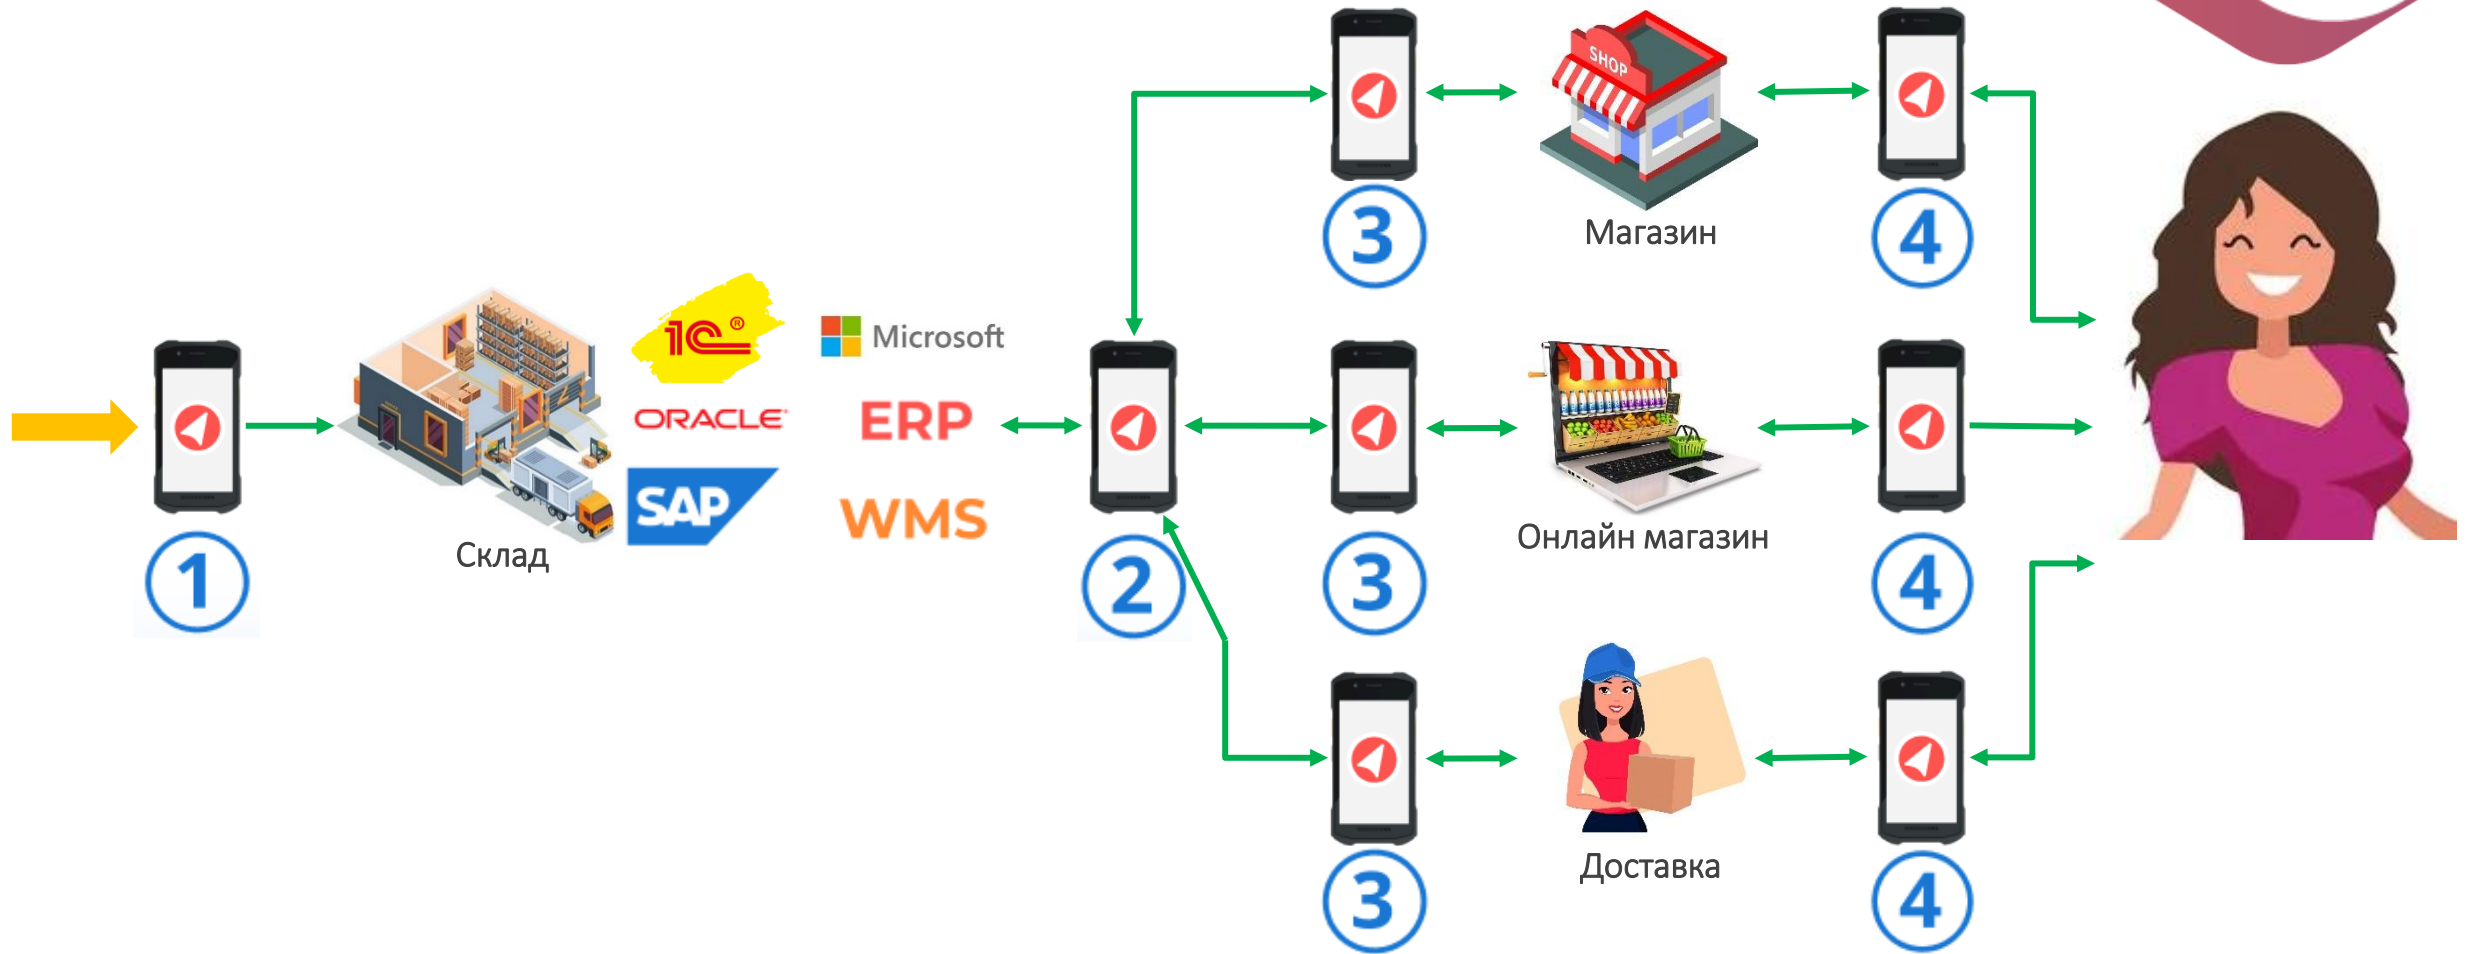 SHOP
3
Магазин
4
1С®
Microsoft
ORACLE
ERP
SAP
WMS
Склад
1
2
3
Онлайн магазин
4
3
Доставка
4